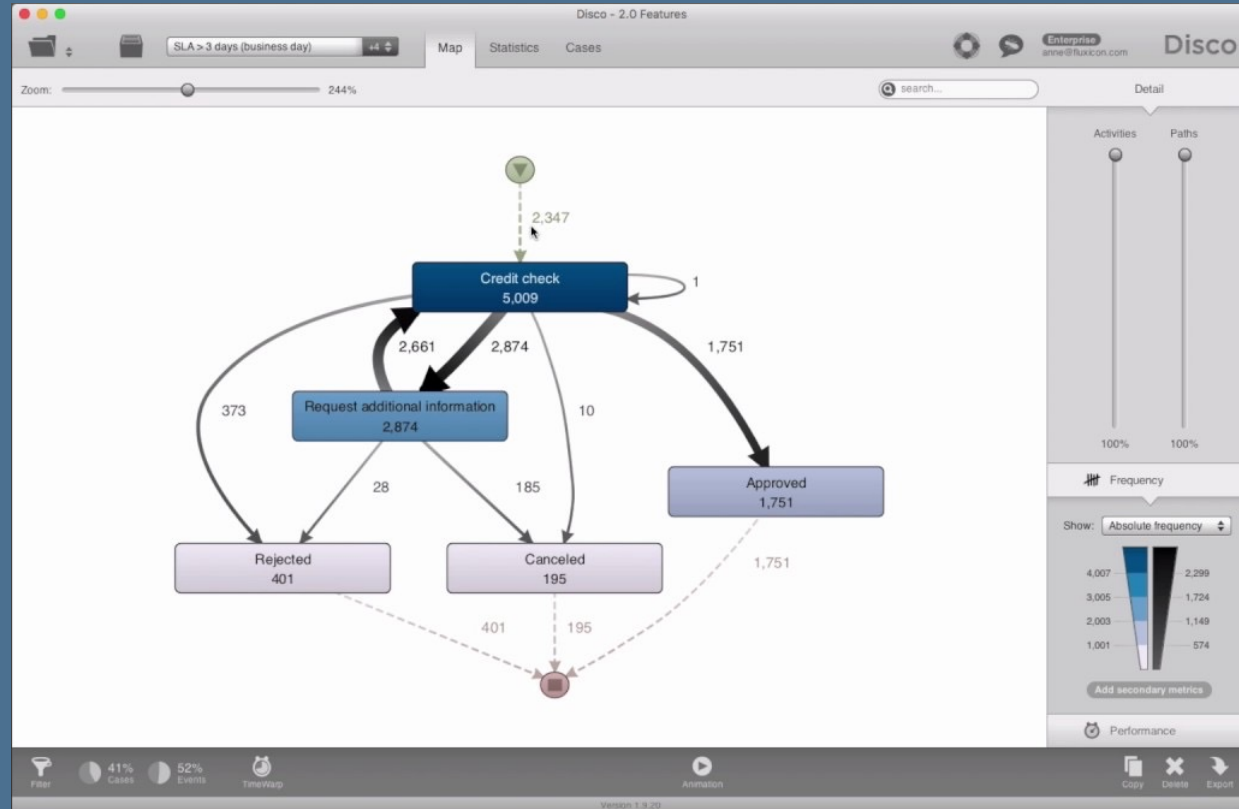 Disco - 2.0 Features
SLA > 3 days (business day)
+4
Map
Statistics
Cases
Enterprise
anne@fluxicon.com
Disco
Zoom:
244%
search...
Detail
Activities
Paths
100%
100%
2,347
Credit check
5,009
1
2,661
2,874
1,751
373
Request additional information
2,874
10
28
185
Approved
1,751
Rejected
401
Canceled
195
1,751
401
195
Frequency
Show:
Absolute frequency
4,007
2,299
3,005
1,724
2,003
1,149
1,001
574
Add secondary metrics
Performance
Filter
41%
Cases
52%
Events
TimeWarp
Animation
Copy
Delete
Export
Version 1.9.20